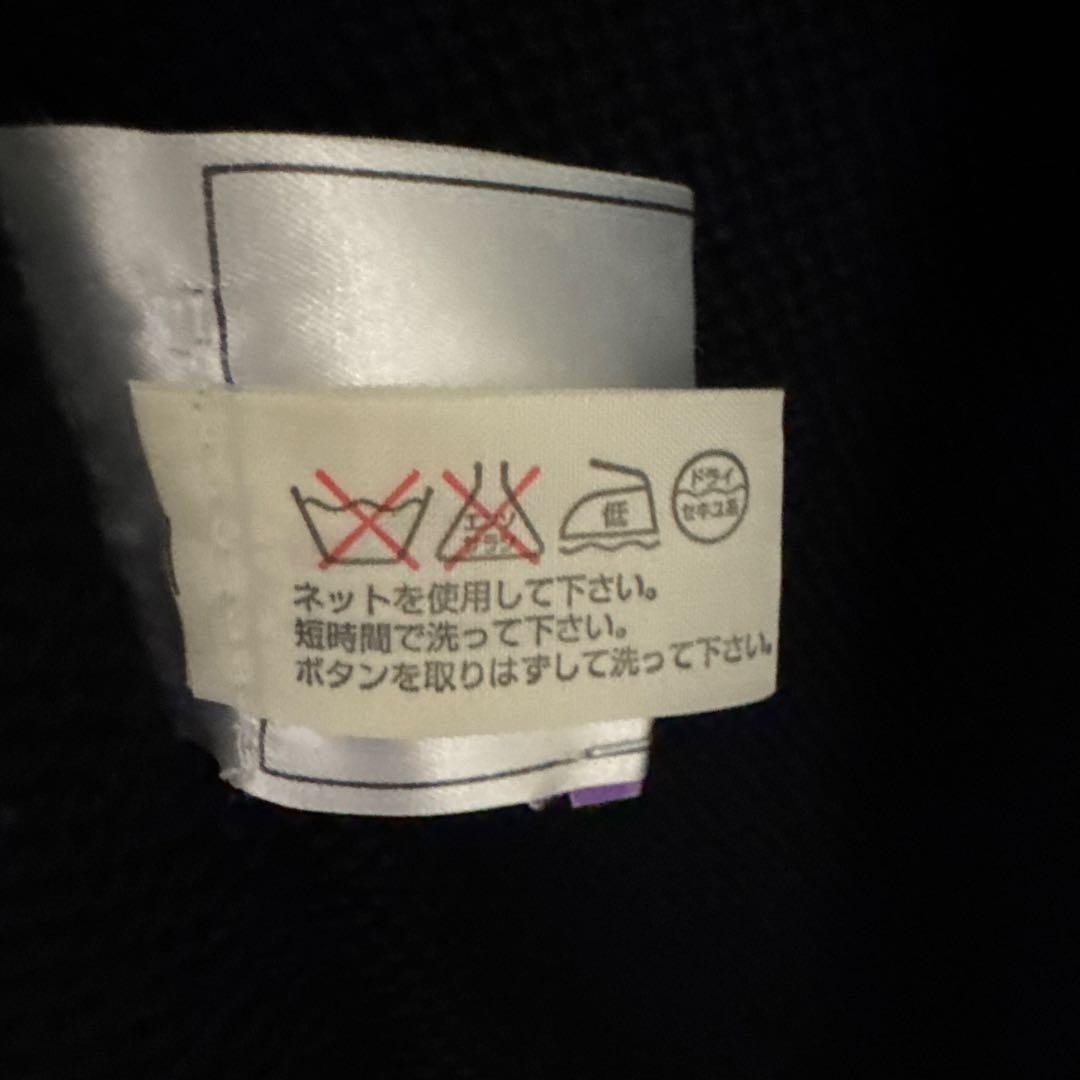 エンソ
サラシ
低
ドライ
セキユ系
ネットを使用して下さい。
短時間で洗って下さい。
ボタンを取りはずして洗って下さい。